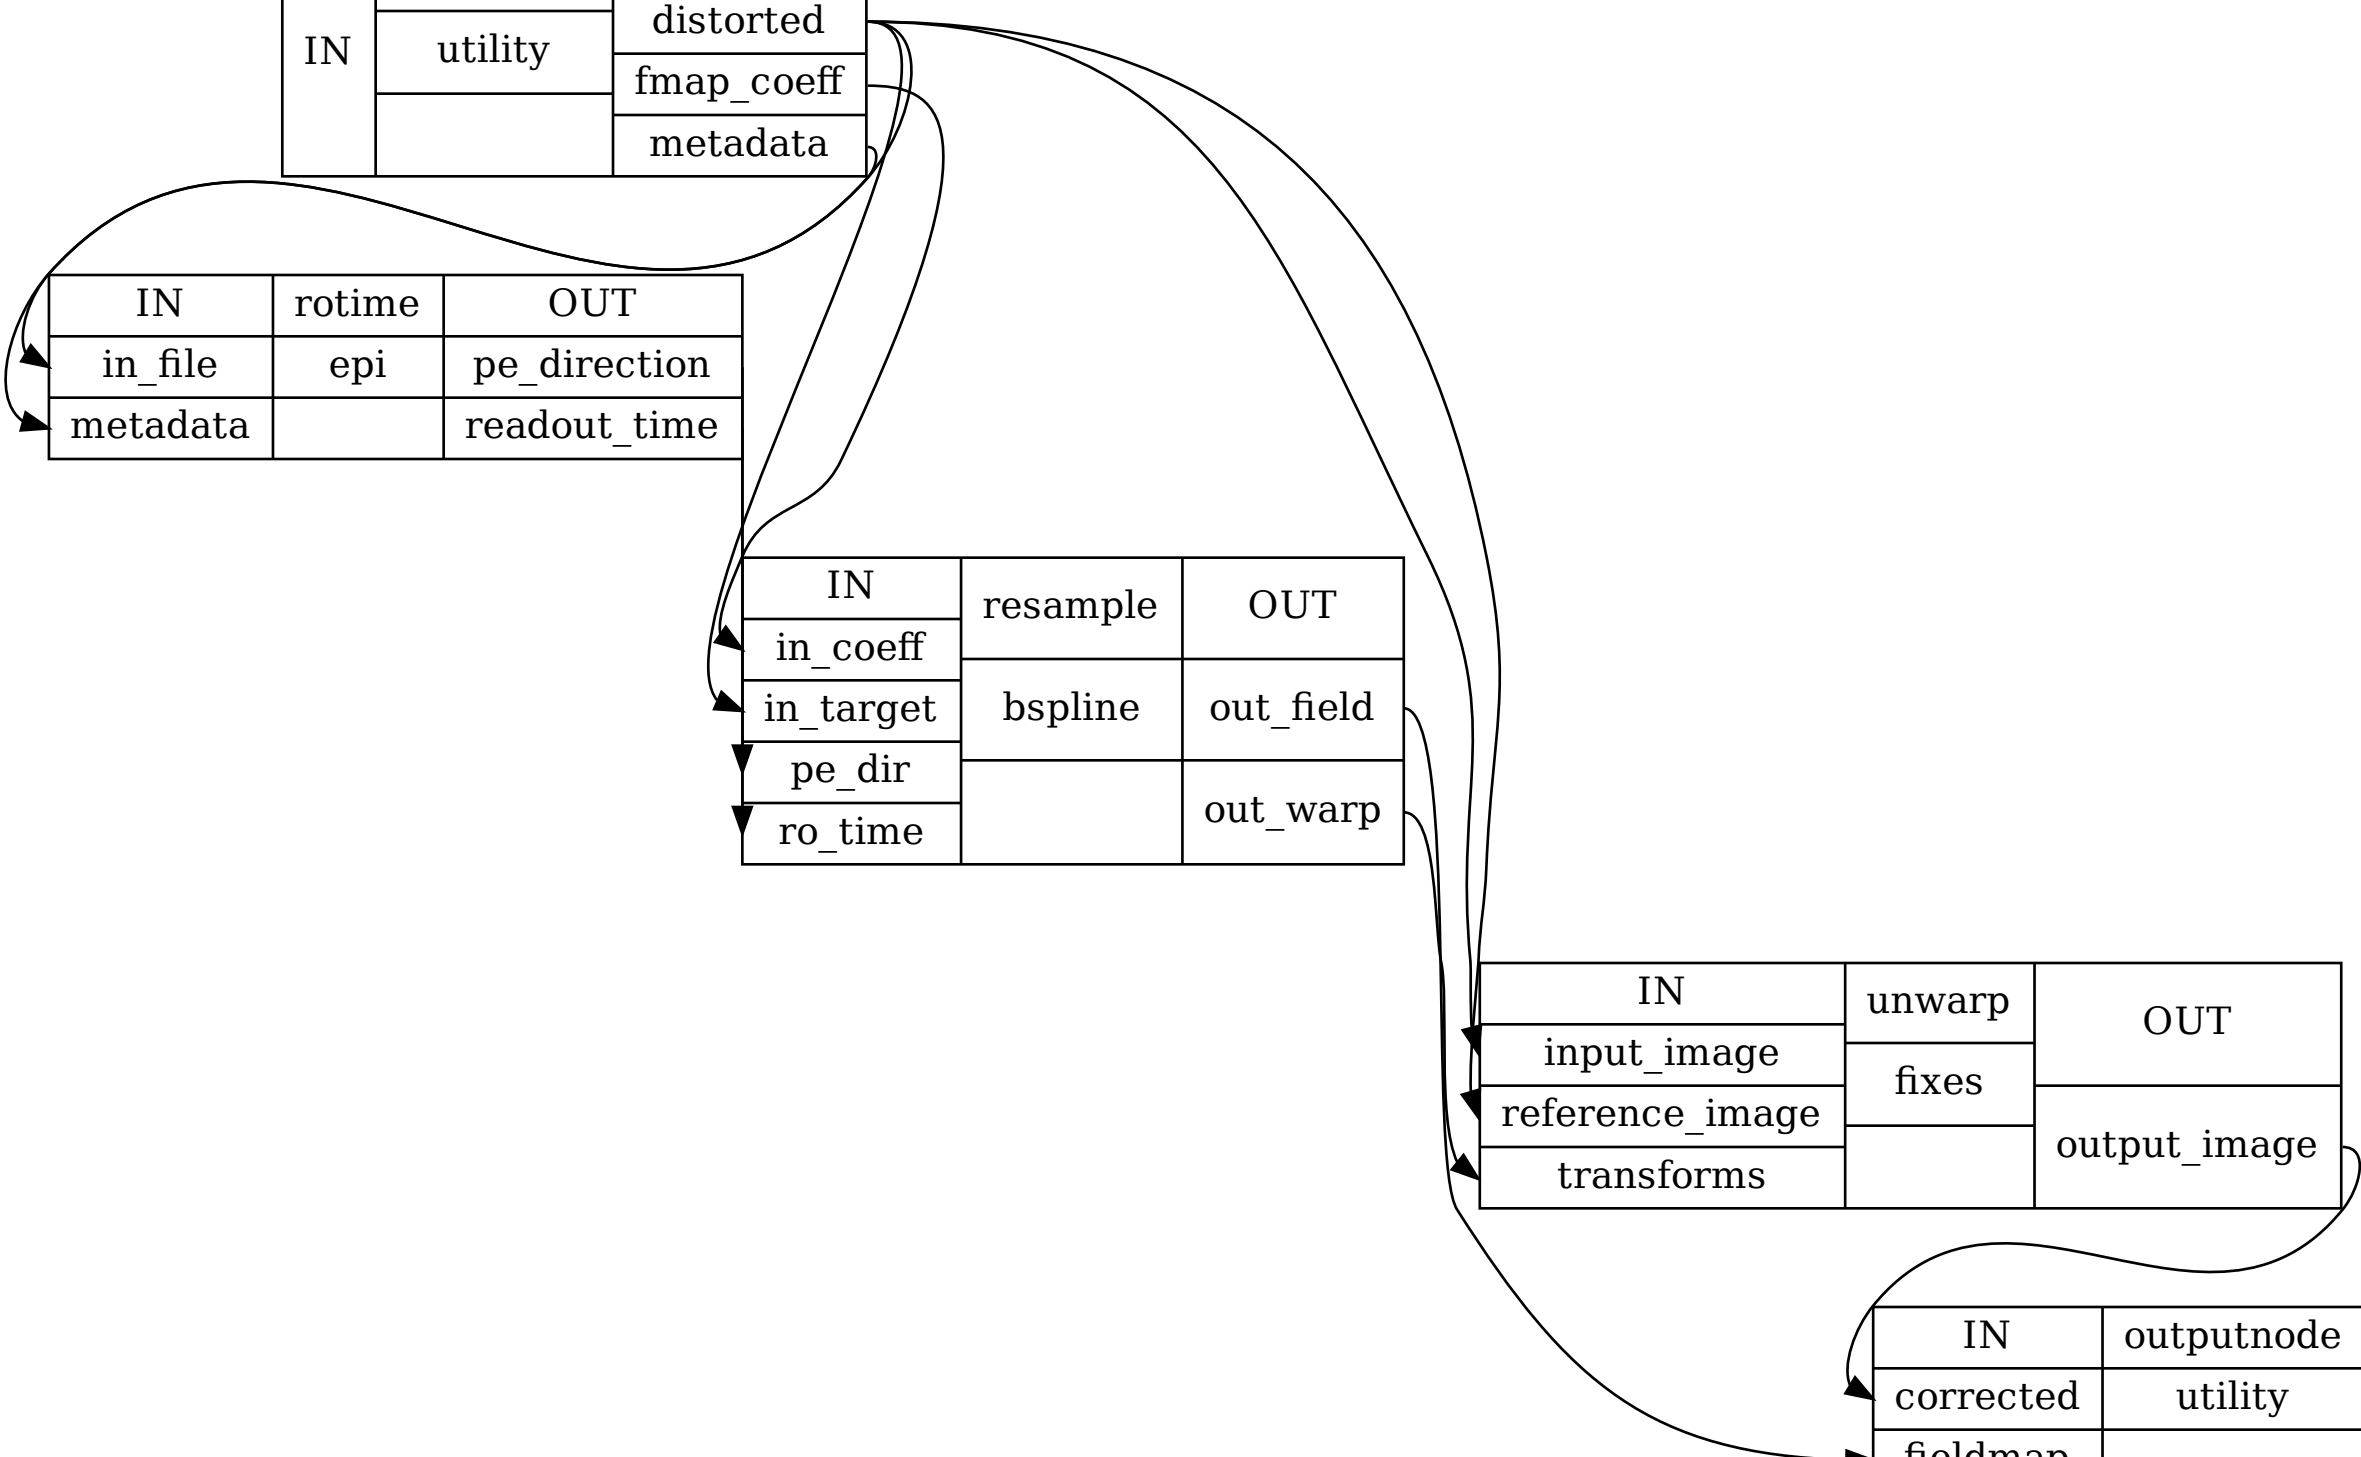 IN
utility
distorted
fmap_coeff
metadata
IN
rotime
OUT
in_file
epi
pe_direction
metadata
readout_time
IN
resample
OUT
in_coeff
in_target
bspline
out_field
pe_dir
out_warp
ro_time
IN
unwarp
OUT
input_image
fixes
reference_image
output_image
transforms
IN
outputnode
corrected
utility
fieldmap